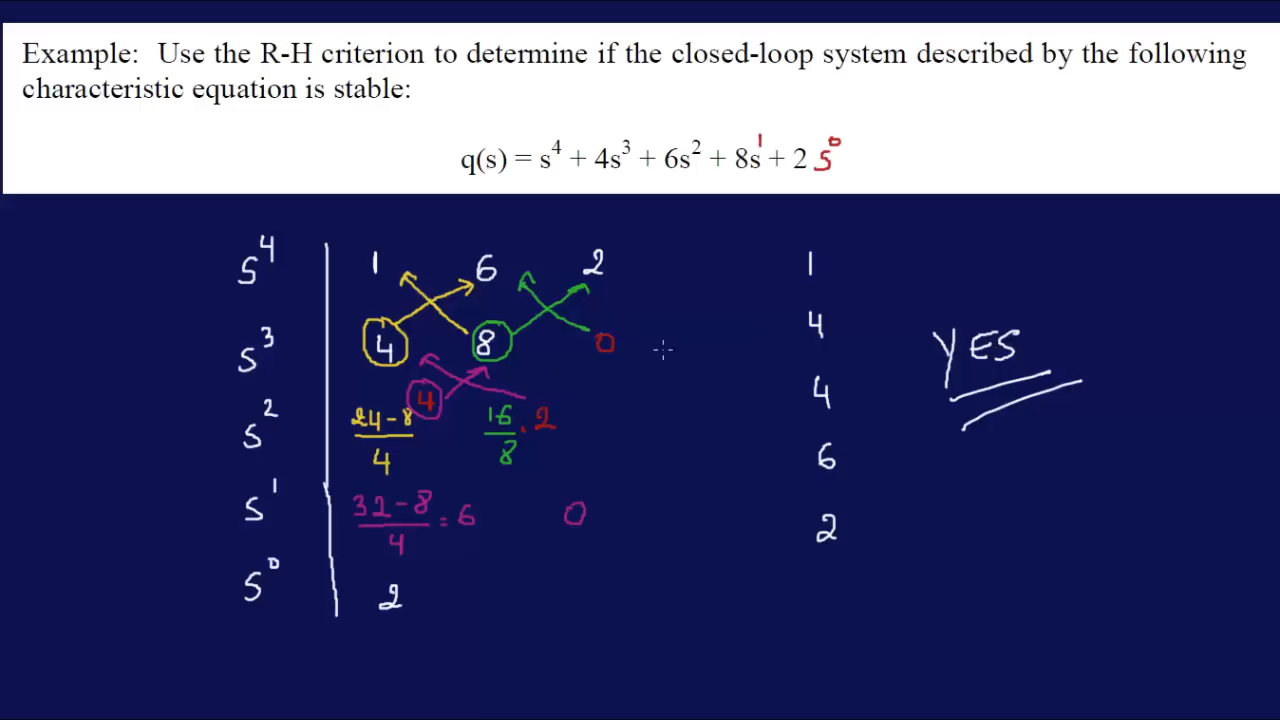 Example: Use the R-H criterion to determine if the closed-loop system described by the following
characteristic equation is stable:
q(s) = s⁴ + 4s³ + 6s² + 8s¹ + 2 s⁰
s⁴ 1 6 2
s³ 4 8 0
s² 24-8/4 4 16/8 . 2
s¹ 32-8/4 = 6 0
s⁰ 2
1
4
4
6
2
YES